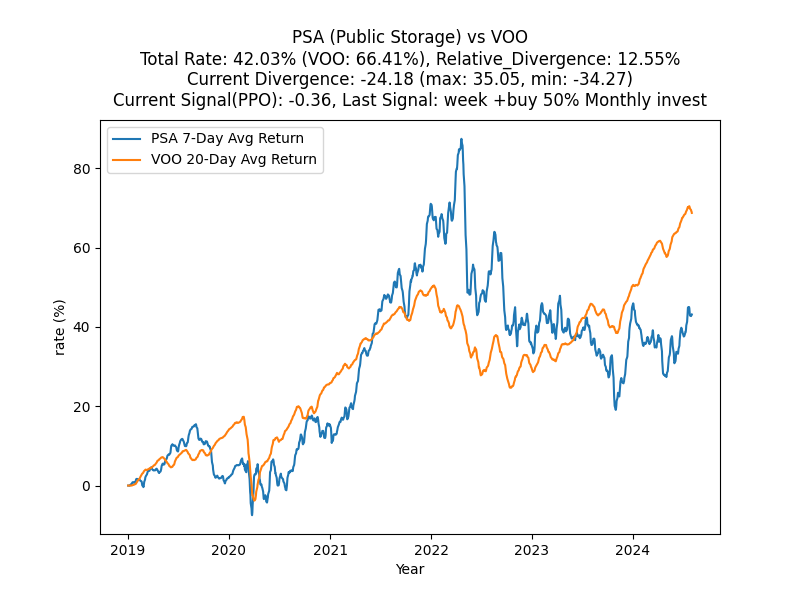 PSA (Public Storage) vs VOO
Total Rate: 42.03% (VOO: 66.41%), Relative_Divergence: 12.55%
Current Divergence: -24.18 (max: 35.05, min: -34.27)
Current Signal(PPO): -0.36, Last Signal: week +buy 50% Monthly invest
PSA 7-Day Avg Return
VOO 20-Day Avg Return
80
60
40
20
0
rate (%)
2019 2020 2021 2022 2023 2024
Year